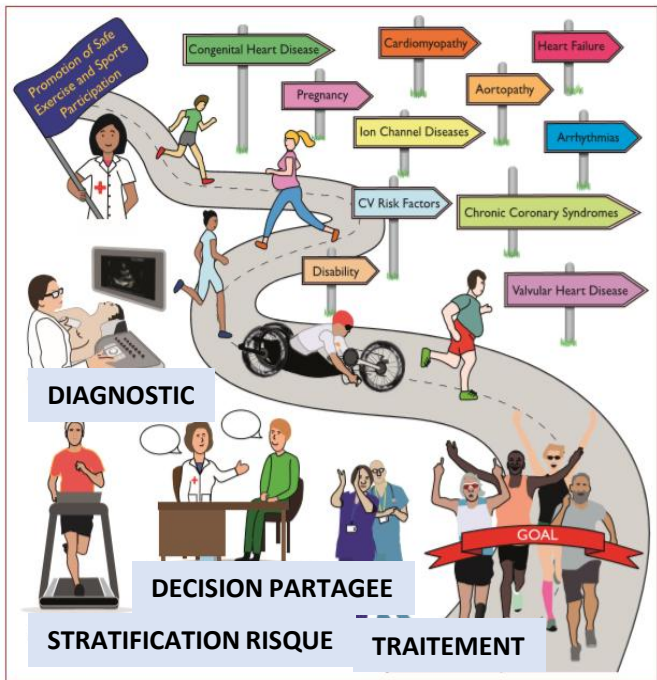 Promotion of Safe
Exercise and Sports
Participation
Congenital Heart Disease
Cardiomyopathy
Heart Failure
Pregnancy
Aortopathy
Ion Channel Diseases
Arrhythmias
CV Risk Factors
Chronic Coronary Syndromes
Disability
Valvular Heart Disease
DIAGNOSTIC
GOAL
DECISION PARTAGEE
STRATIFICATION RISQUE
TRAITEMENT